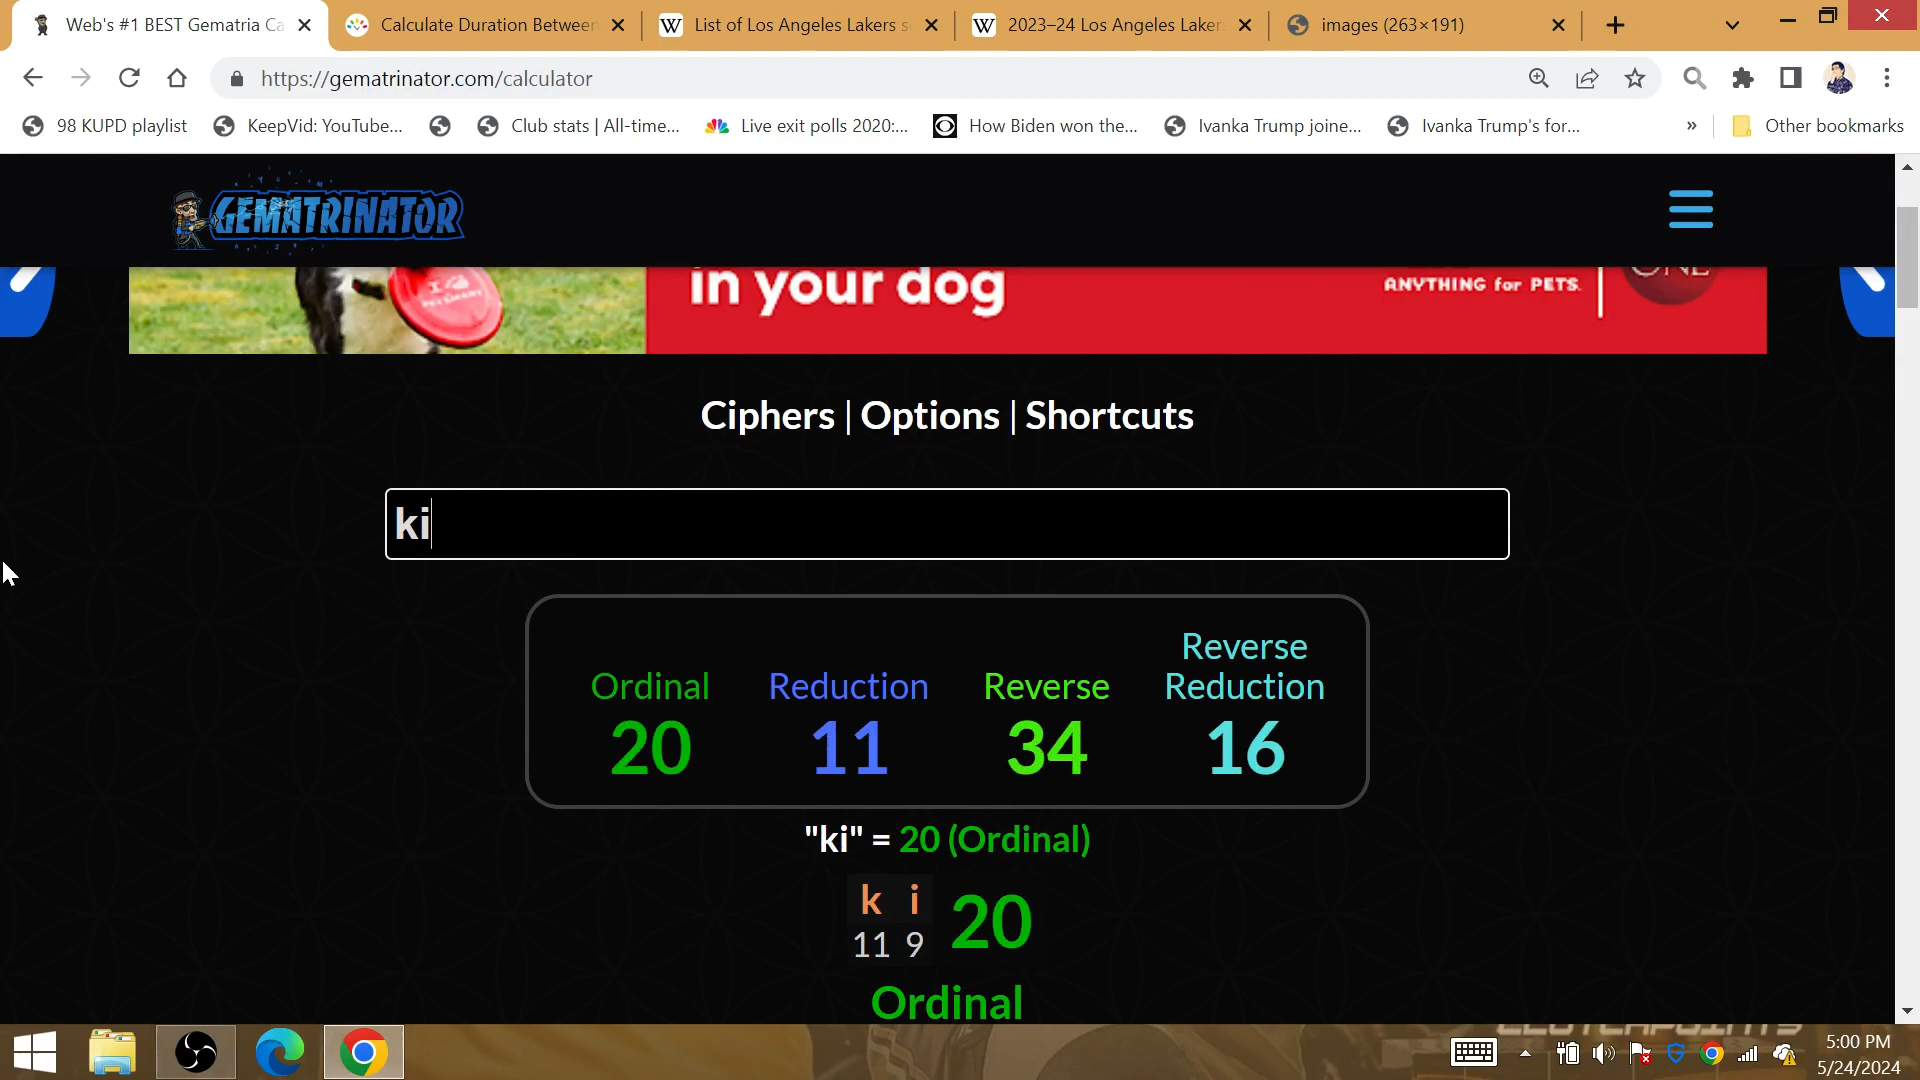 Web's #1 BEST Gematria Ca
Calculate Duration Between
List of Los Angeles Lakers s
2023–24 Los Angeles Laker
images (263×191)
https://gematrinator.com/calculator
98 KUPD playlist
KeepVid: YouTube...
Club stats | All-time...
Live exit polls 2020:...
How Biden won the...
Ivanka Trump joine...
Ivanka Trump's for...
»
Other bookmarks
GEMATRINATOR
in your dog
ANYTHING for PETS.
ONE
Ciphers | Options | Shortcuts
ki
Ordinal
20
Reduction
11
Reverse
34
Reverse
Reduction
16
"ki" = 20 (Ordinal)
k i 20
11 9
Ordinal
CLUTCHPOINTS
5:00 PM
5/24/2024